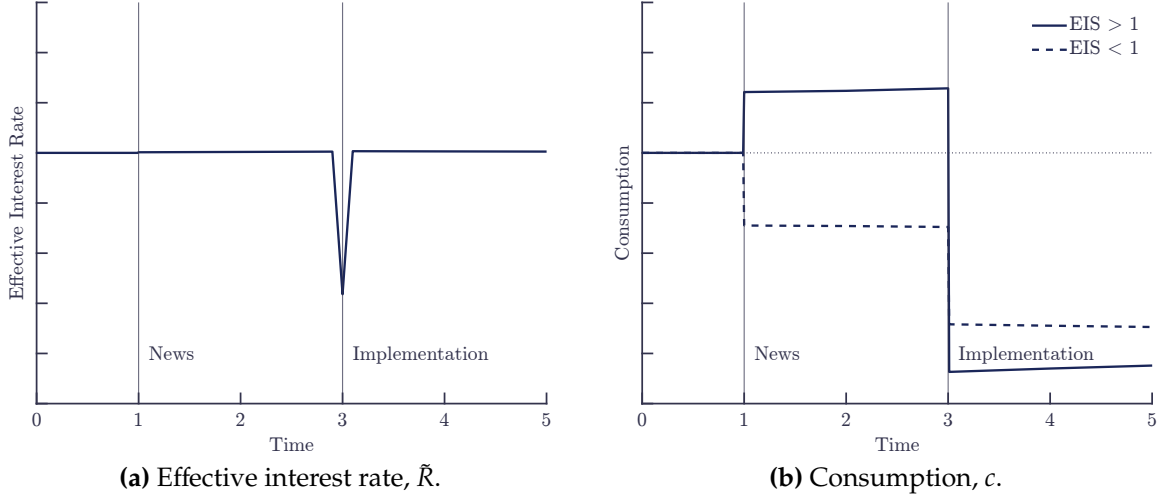 Effective Interest Rate
News
Implementation
0 1 2 3 4 5
Time
(a) Effective interest rate, R̃.
EIS > 1
EIS < 1
Consumption
News
Implementation
0 1 2 3 4 5
Time
(b) Consumption, c.